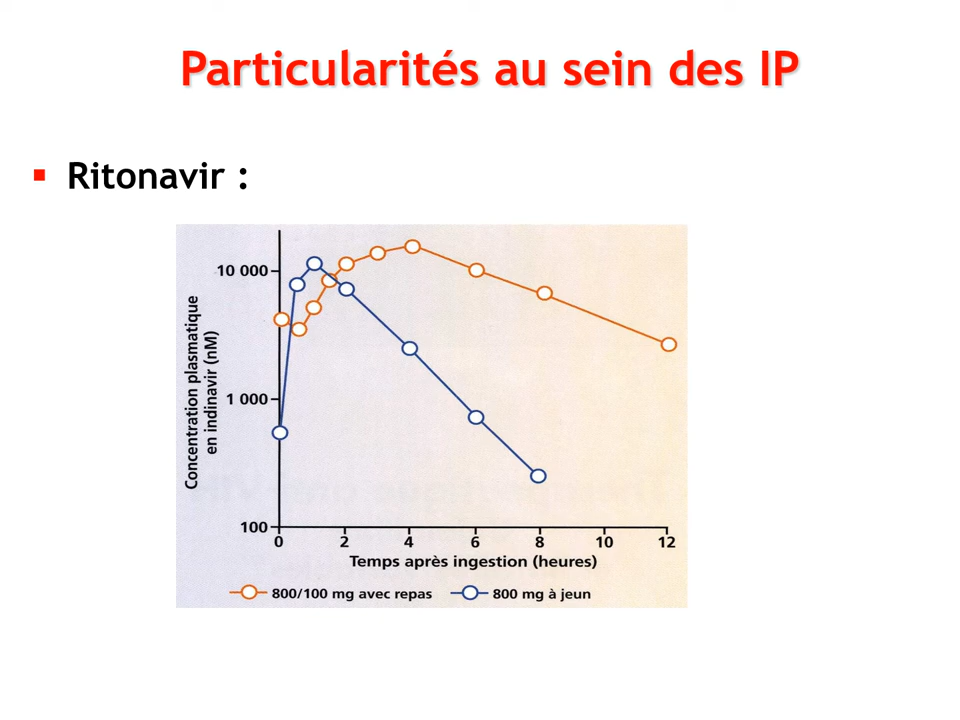 Particularités au sein des IP
Ritonavir :
10 000
1 000
100
Concentration plasmatique
en indinavir (nM)
0 2 4 6 8 10 12
Temps après ingestion (heures)
800/100 mg avec repas 800 mg à jeun